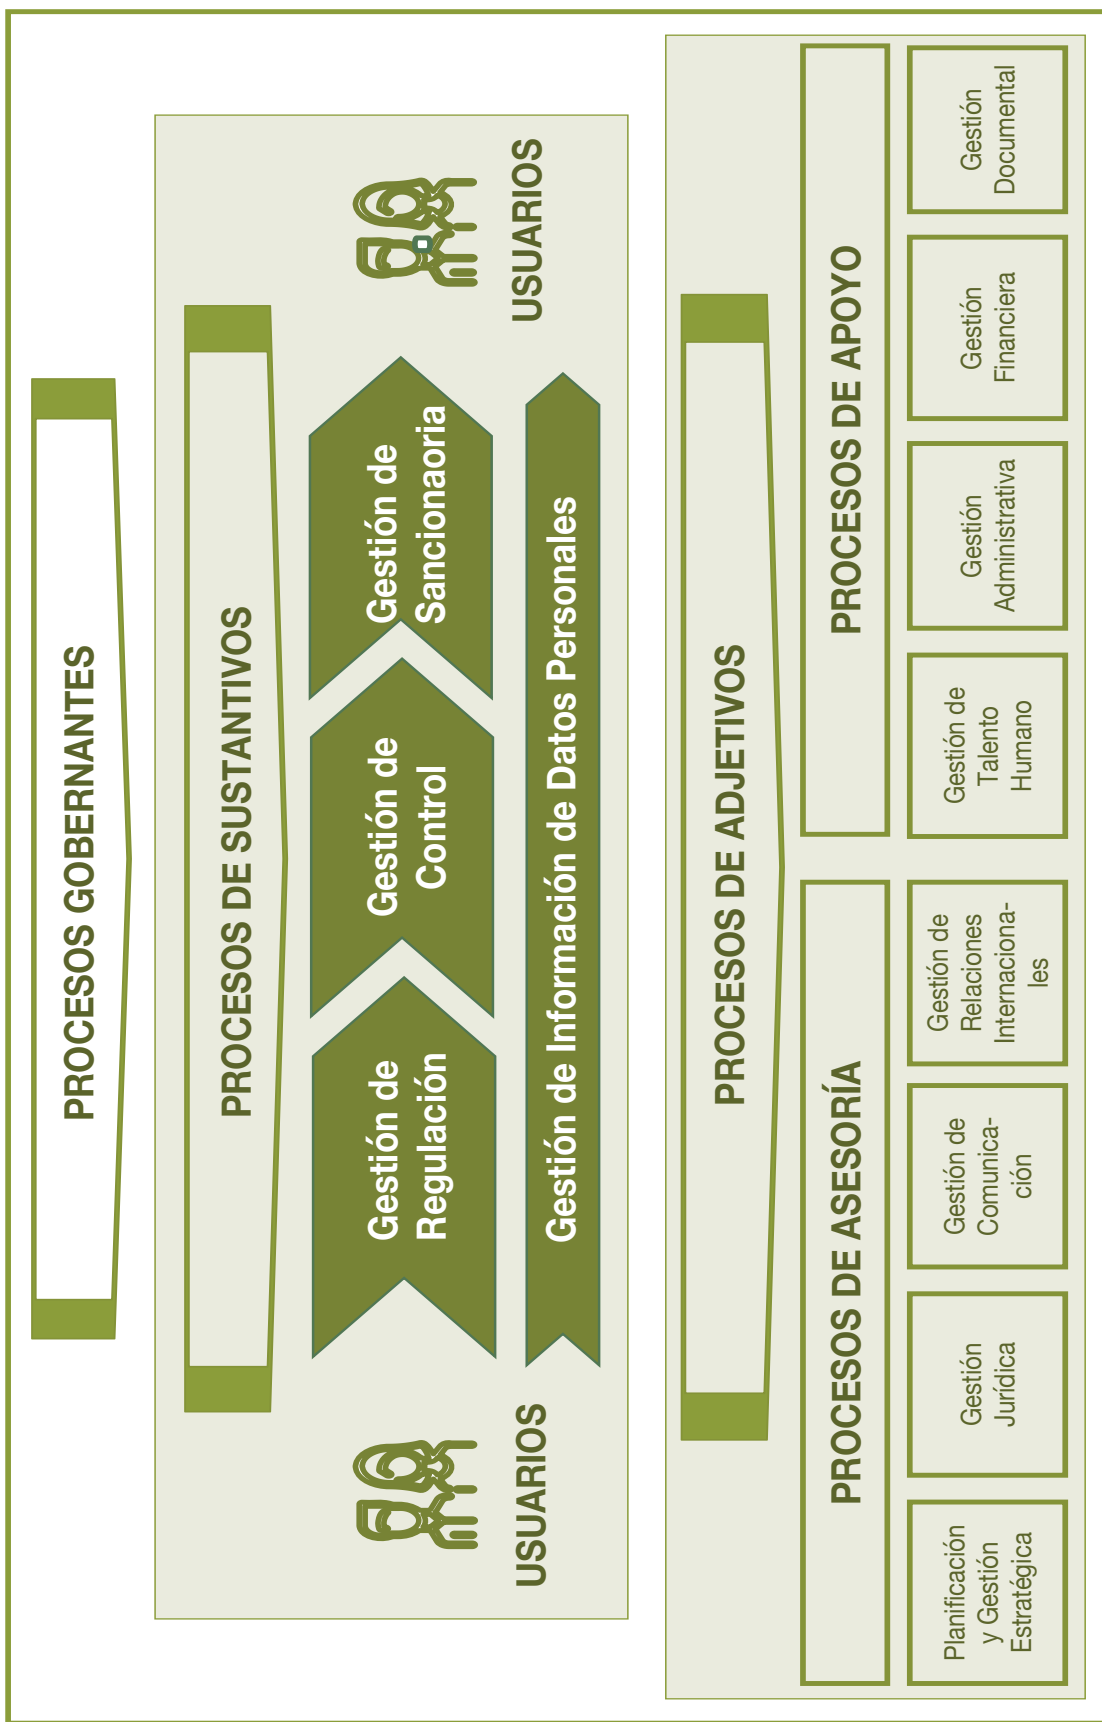 PROCESOS GOBERNANTES
PROCESOS DE SUSTANTIVOS
USUARIOS
Gestión de
Regulación
Gestión de
Control
Gestión de
Sancionaoria
USUARIOS
Gestión de Información de Datos Personales
PROCESOS DE ADJETIVOS
PROCESOS DE ASESORÍA
PROCESOS DE APOYO
Planificación
y Gestión
Estratégica
Gestión
Jurídica
Gestión de
Comunica-
ción
Gestión de
Relaciones
Internaciona-
les
Gestión de
Talento
Humano
Gestión
Administrativa
Gestión
Financiera
Gestión
Documental